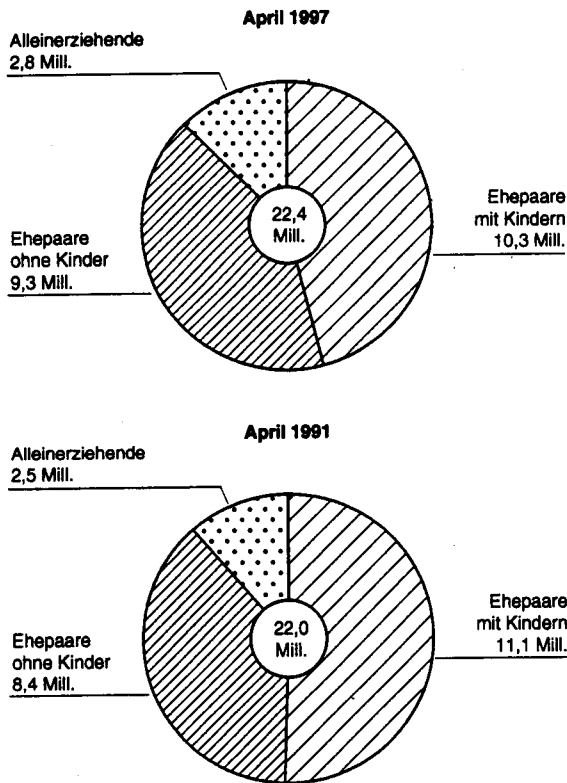 April 1997
Alleinerziehende
2,8 Mill.
22,4
Mill.
Ehepaare
mit Kindern
10,3 Mill.
Ehepaare
ohne Kinder
9,3 Mill.
April 1991
Alleinerziehende
2,5 Mill.
22,0
Mill.
Ehepaare
mit Kindern
11,1 Mill.
Ehepaare
ohne Kinder
8,4 Mill.